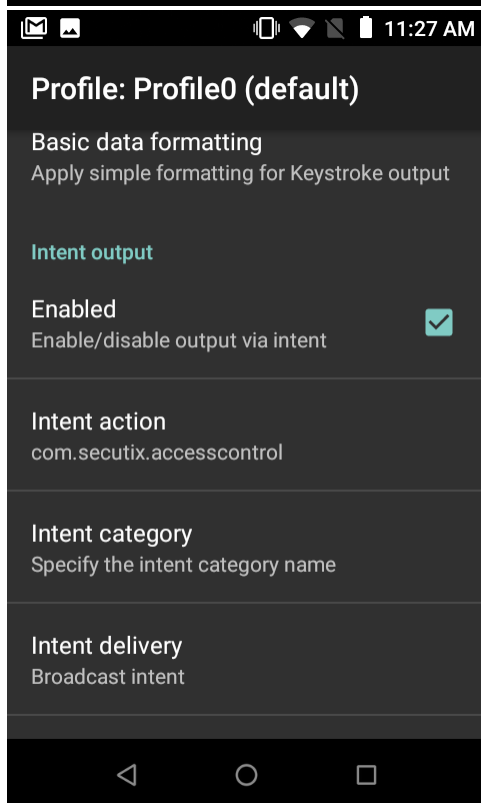 11:27 AM
Profile: Profile0 (default)
Basic data formatting
Apply simple formatting for Keystroke output
Intent output
Enabled
Enable/disable output via intent
Intent action
com.secutix.accesscontrol
Intent category
Specify the intent category name
Intent delivery
Broadcast intent